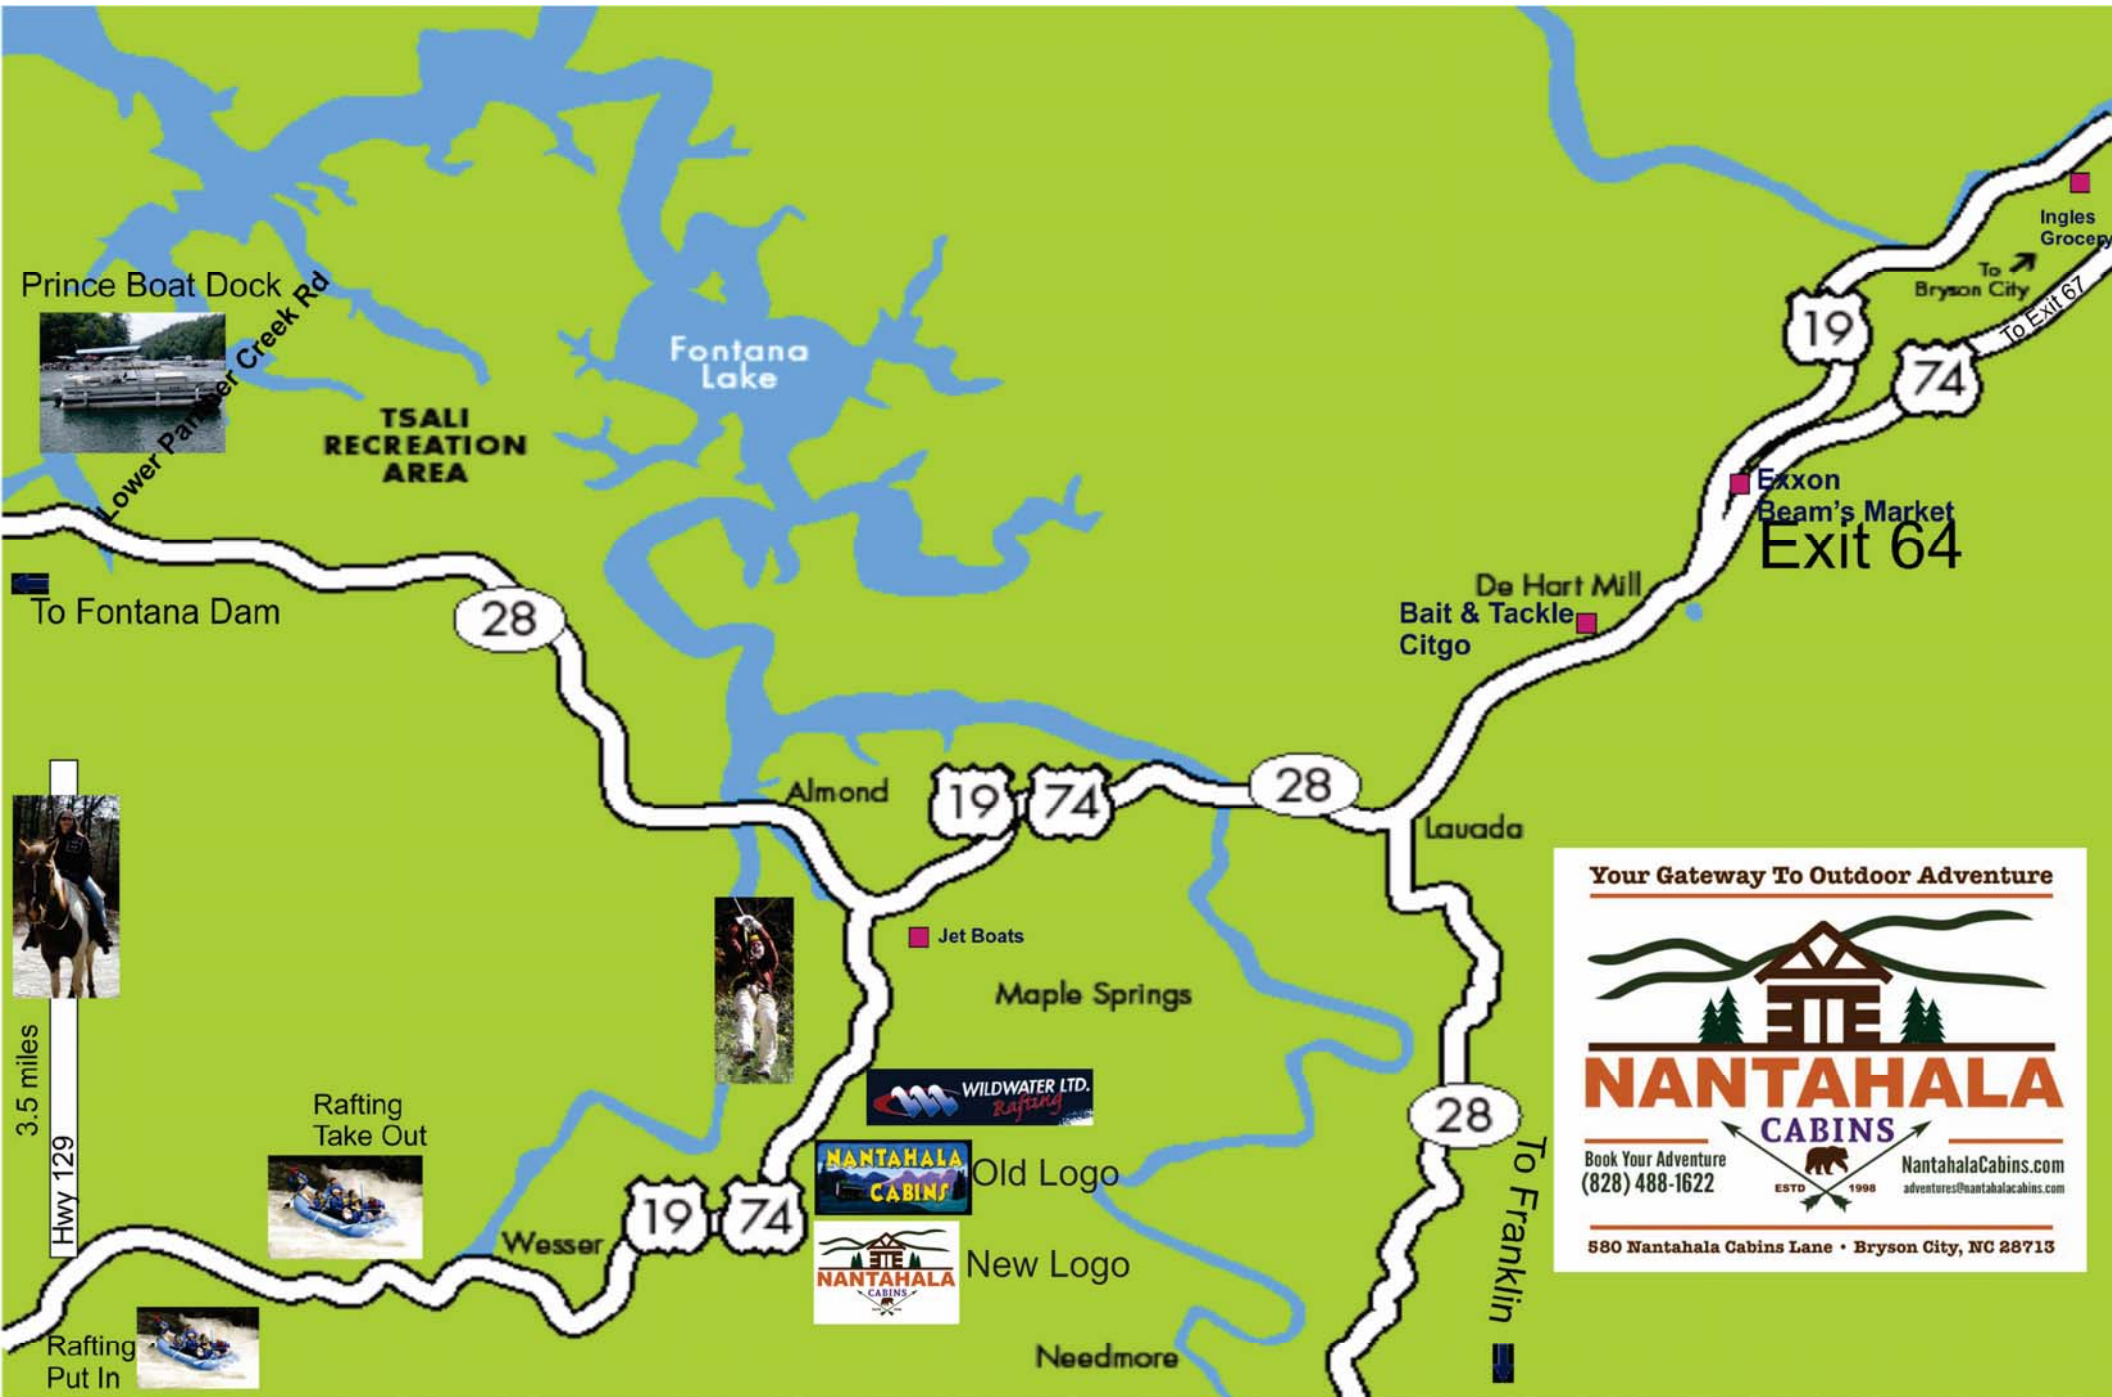 Ingles
Grocery
To
Bryson City
To Exit 67
19
74
Prince Boat Dock
Lower Panther Creek Rd
Fontana
Lake
TSALI
RECREATION
AREA
Exxon
Beam's Market
Exit 64
De Hart Mill
Bait & Tackle
Citgo
To Fontana Dam
28
Almond
19
74
28
Lauada
Jet Boats
Maple Springs
3.5 miles
Hwy 129
Rafting
Take Out
WILDWATER LTD.
Rafting
28
To Franklin
NANTAHALA
CABINS
Old Logo
19
74
Wesser
NANTAHALA
CABINS
New Logo
Rafting
Put In
Needmore
Your Gateway To Outdoor Adventure
NANTAHALA
CABINS
Book Your Adventure
(828) 488-1622
NantahalaCabins.com
adventures@nantahalacabins.com
ESTD 1998
580 Nantahala Cabins Lane • Bryson City, NC 28713